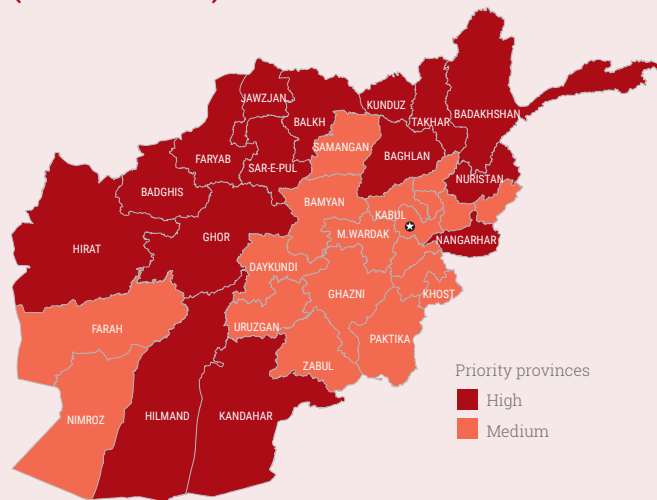 JAWZJAN
KUNDUZ
BALKH
TAKHAR
BADAKHSHAN
SAMANGAN
FARYAB
SAR-E-PUL
BAGHLAN
BADGHIS
NURISTAN
BAMYAN
KABUL
HIRAT
GHOR
M.WARDAK
NANGARHAR
DAYKUNDI
GHAZNI
KHOST
FARAH
URUZGAN
PAKTIKA
ZABUL
NIMROZ
HILMAND
KANDAHAR
Priority provinces
High
Medium